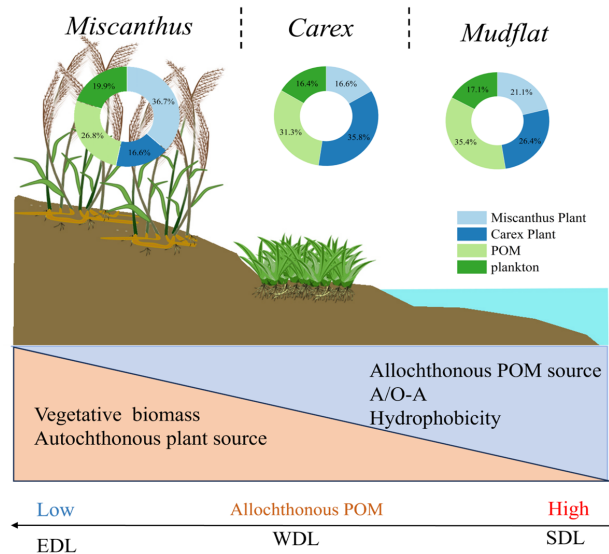 Miscanthus
Carex
Mudflat
19.9%
36.7%
26.8%
16.6%
16.4%
16.6%
31.3%
35.8%
17.1%
21.1%
35.4%
26.4%
Miscanthus Plant
Carex Plant
POM
plankton
Allochthonous POM source
A/O-A
Hydrophobicity
Vegetative biomass
Autochthonous plant source
Low
Allochthonous POM
High
EDL
WDL
SDL